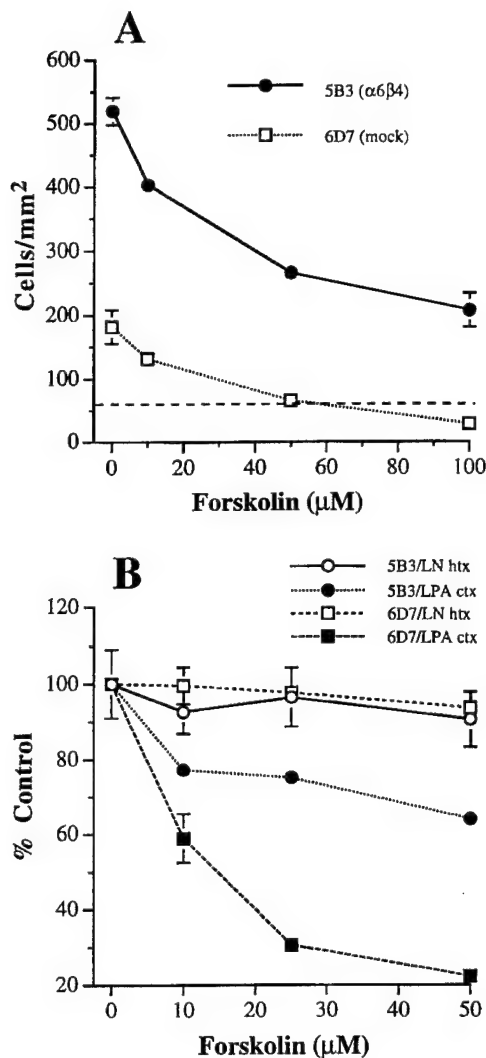 A
600
5B3 (α6β4)
500
6D7 (mock)
400
Cells/mm²
300
200
100
0
0 20 40 60 80 100
Forskolin (μM)
B
5B3/LN htx
5B3/LPA ctx
6D7/LN htx
6D7/LPA ctx
120
100
80
% Control
60
40
20
0 10 20 30 40 50
Forskolin (μM)